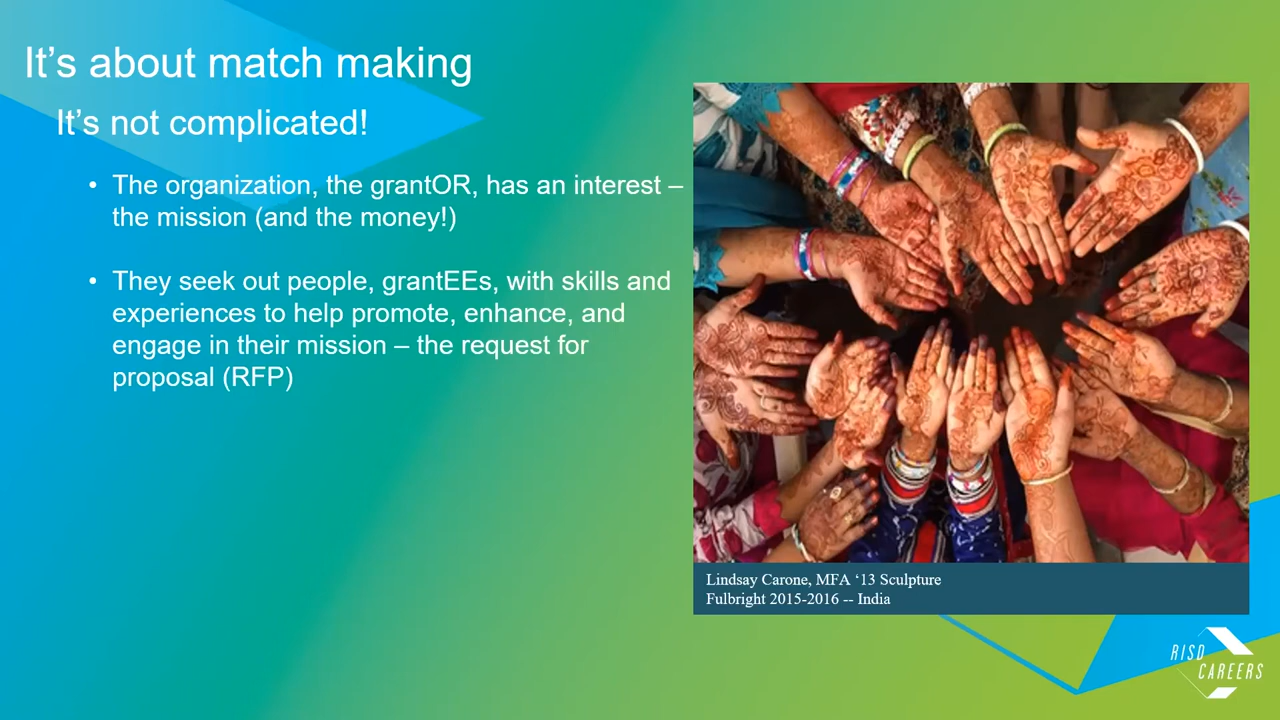 It's about match making
It's not complicated!
• The organization, the grantOR, has an interest –
the mission (and the money!)
• They seek out people, grantEEs, with skills and
experiences to help promote, enhance, and
engage in their mission – the request for
proposal (RFP)
Lindsay Carone, MFA ‘13 Sculpture
Fulbright 2015-2016 -- India
RISD
CAREERS